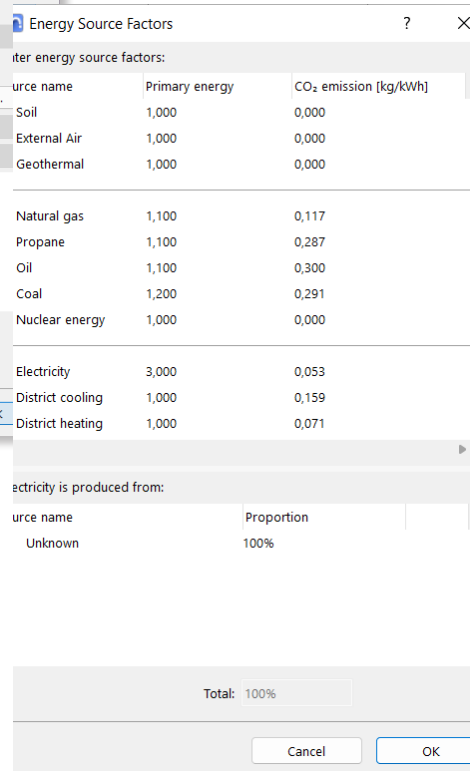 Energy Source Factors ? ×
nter energy source factors:
urce name Primary energy CO₂ emission [kg/kWh]
Soil 1,000 0,000
External Air 1,000 0,000
Geothermal 1,000 0,000
Natural gas 1,100 0,117
Propane 1,100 0,287
Oil 1,100 0,300
Coal 1,200 0,291
Nuclear energy 1,000 0,000
Electricity 3,000 0,053
District cooling 1,000 0,159
District heating 1,000 0,071
ectricity is produced from:
urce name Proportion
Unknown 100%
Total: 100%
Cancel OK